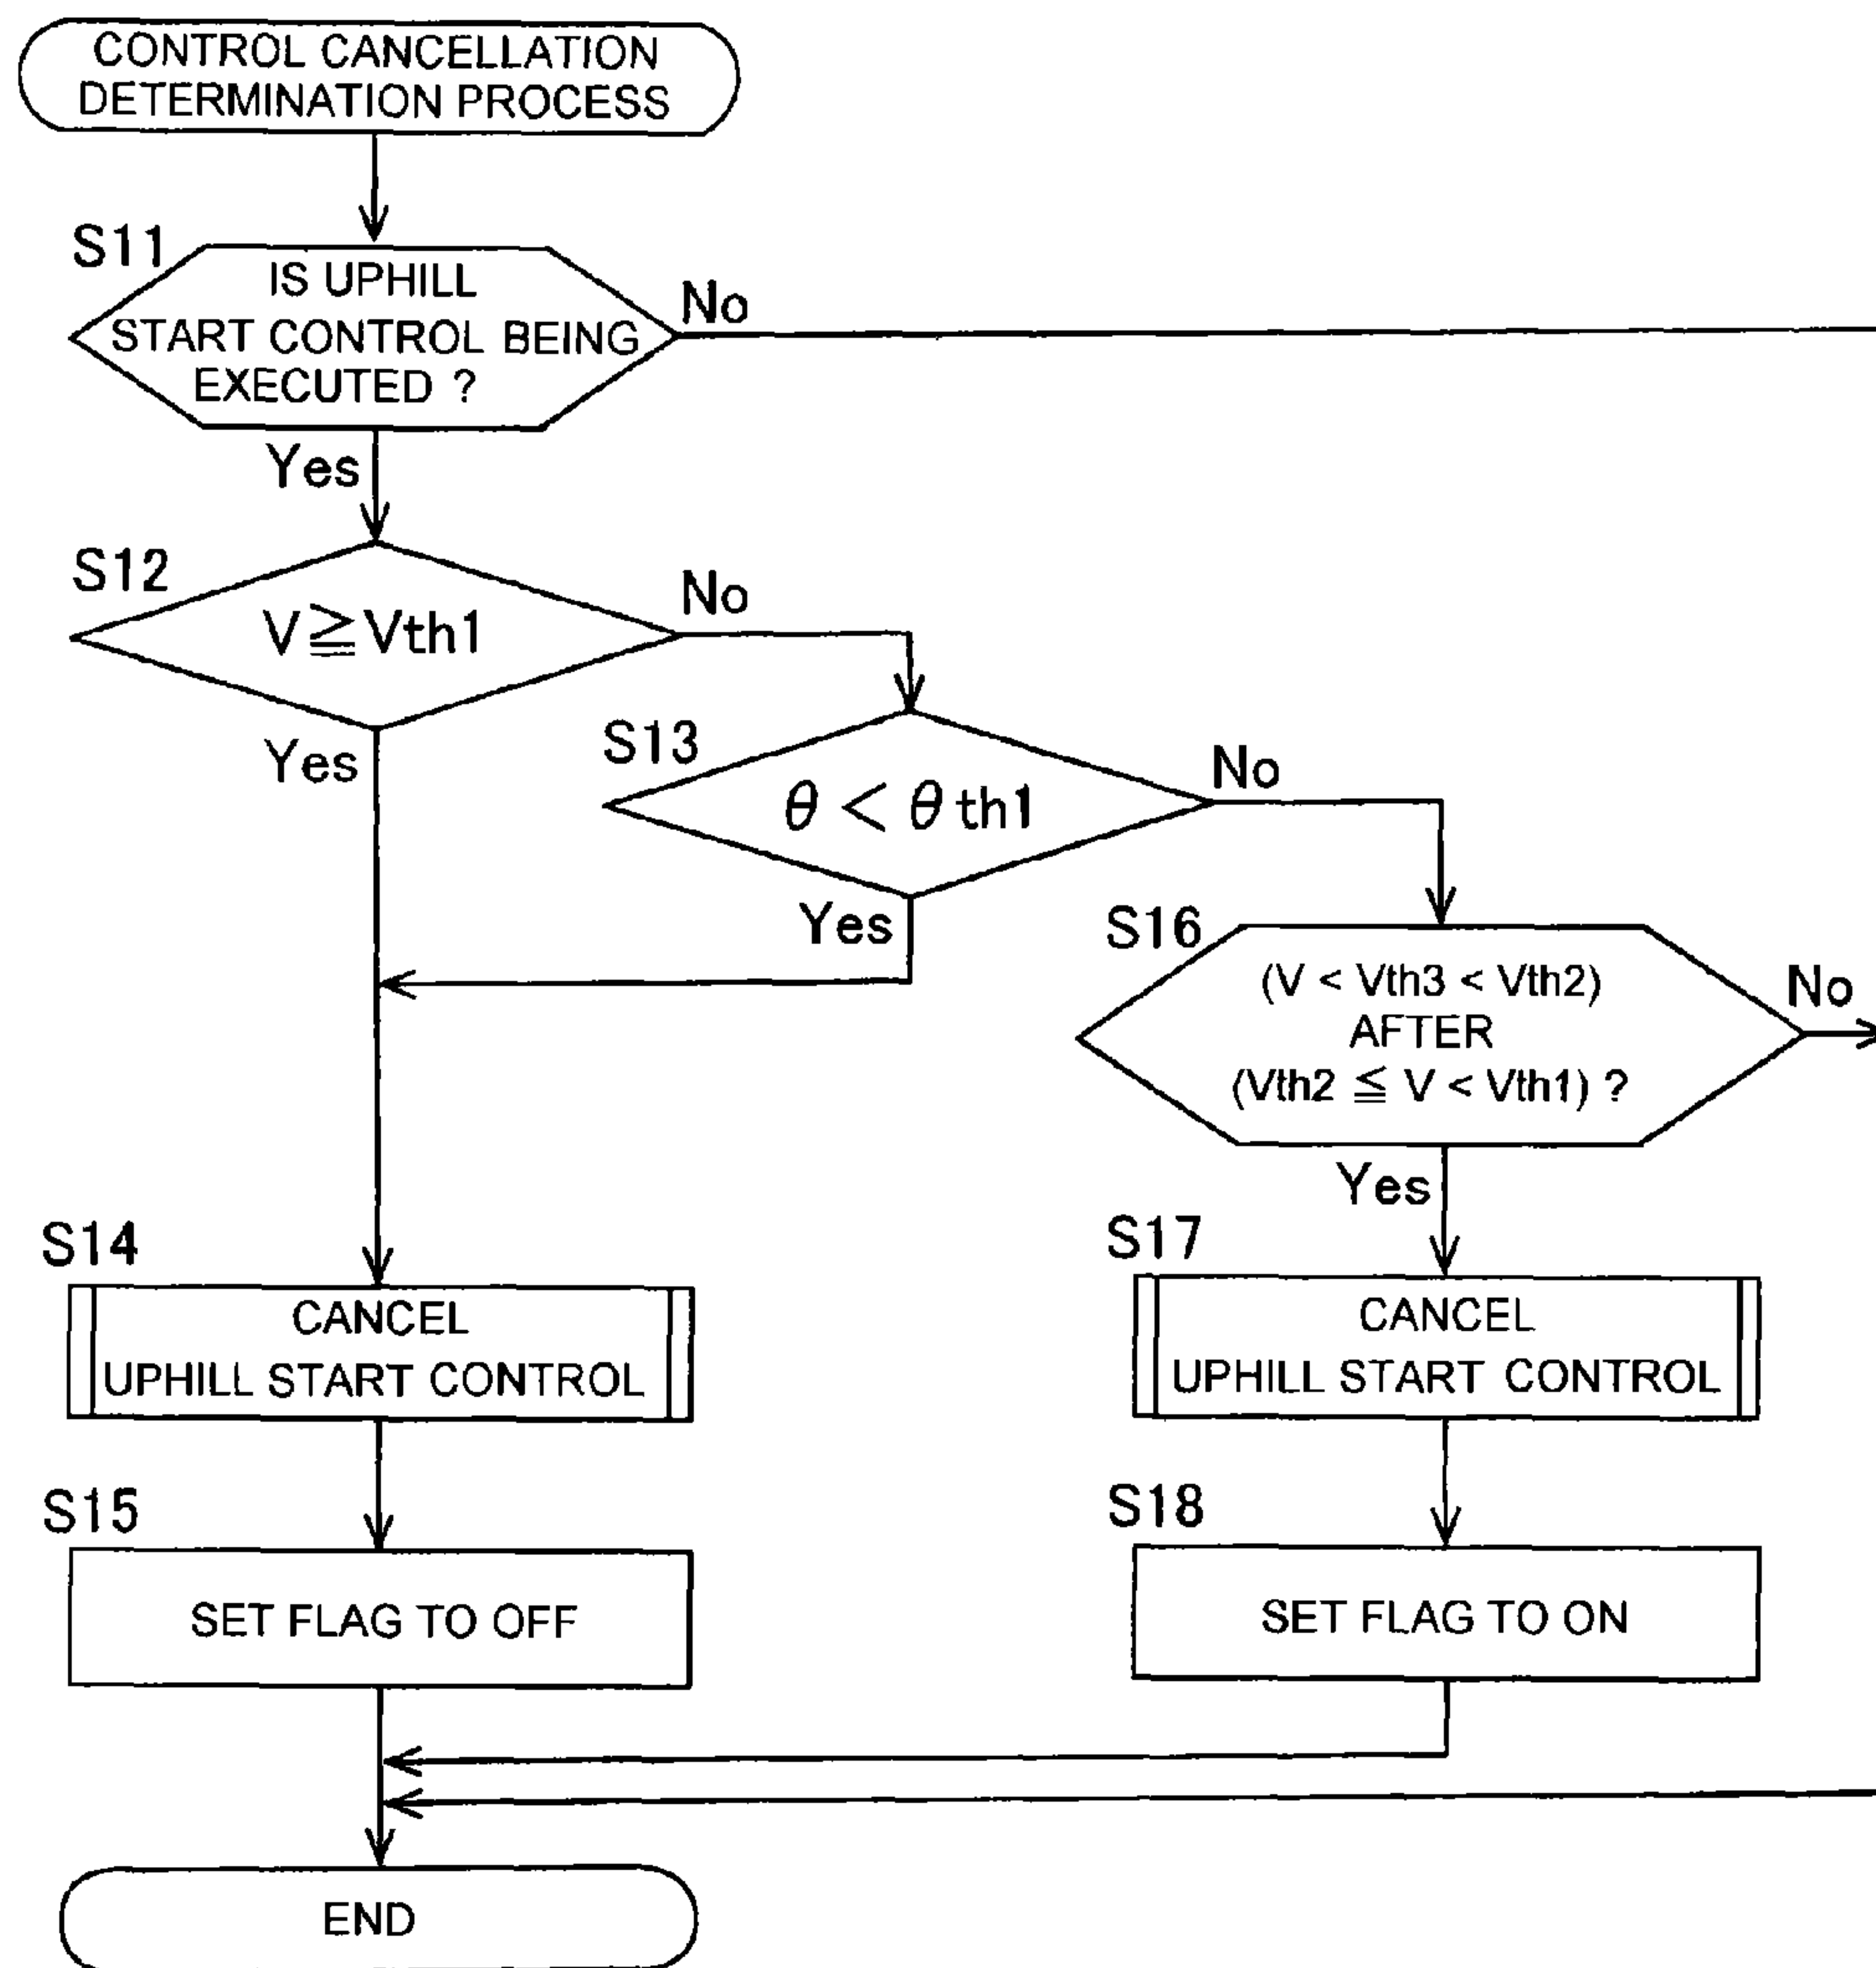 CONTROL CANCELLATION
DETERMINATION PROCESS
S11
IS UPHILL
START CONTROL BEING
EXECUTED ?
No
Yes
S12
V≧Vth1
No
Yes
S13
θ < θ th1
No
Yes
S16
(V < Vth3 < Vth2)
AFTER
(Vth2 ≦ V < Vth1) ?
No
Yes
S14
CANCEL
UPHILL START CONTROL
S17
CANCEL
UPHILL START CONTROL
S15
SET FLAG TO OFF
S18
SET FLAG TO ON
END